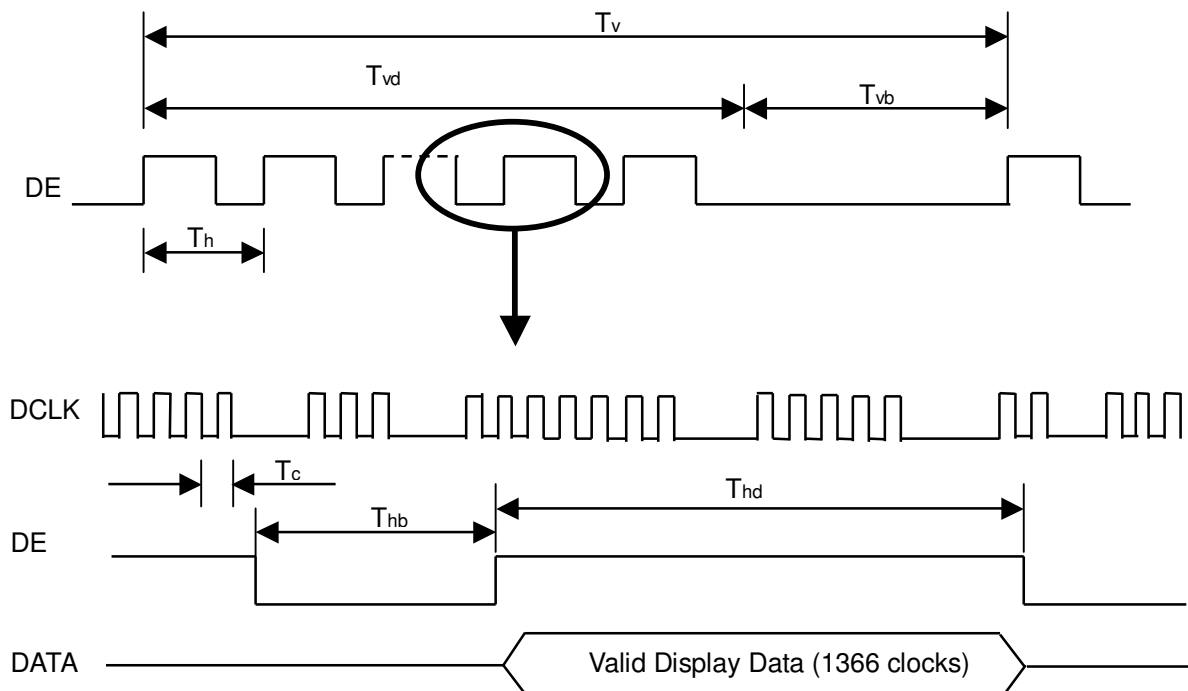 Tv
Tvd
Tvb
DE
Th
DCLK
Tc
Thd
Thb
DE
DATA
Valid Display Data (1366 clocks)